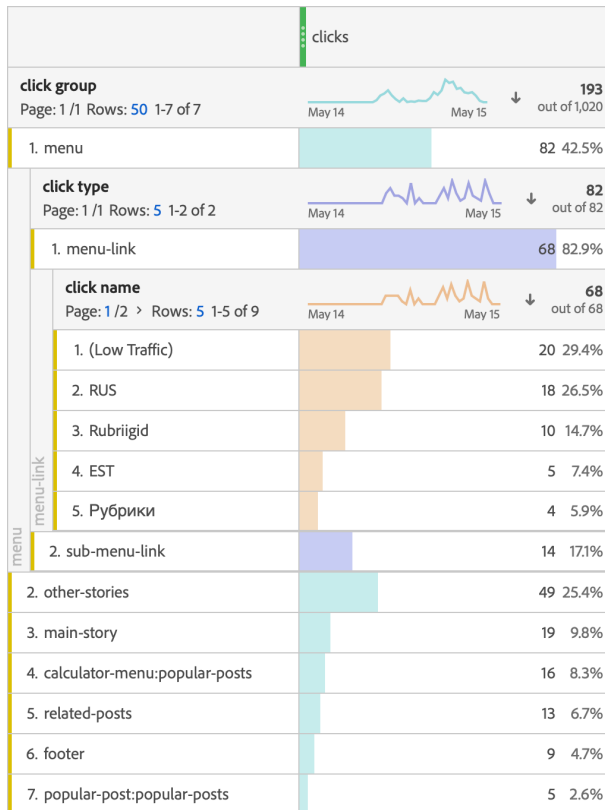 clicks
click group
Page: 1 /1 Rows: 50 1-7 of 7
May 14 May 15
193
out of 1,020
1. menu 82 42.5%
click type
Page: 1 /1 Rows: 5 1-2 of 2
May 14 May 15
82
out of 82
1. menu-link 68 82.9%
click name
Page: 1 /2 > Rows: 5 1-5 of 9
May 14 May 15
68
out of 68
1. (Low Traffic) 20 29.4%
2. RUS 18 26.5%
3. Rubriigid 10 14.7%
4. EST 5 7.4%
5. Рубрики 4 5.9%
menu-link
2. sub-menu-link 14 17.1%
menu
2. other-stories 49 25.4%
3. main-story 19 9.8%
4. calculator-menu:popular-posts 16 8.3%
5. related-posts 13 6.7%
6. footer 9 4.7%
7. popular-post:popular-posts 5 2.6%